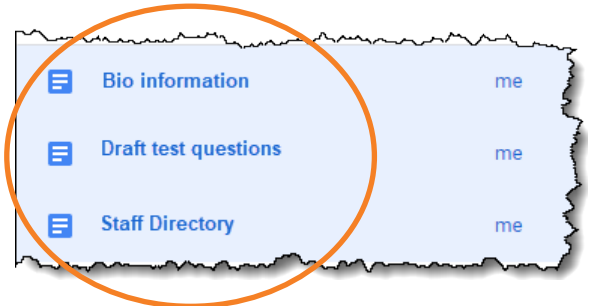 Bio information me
Draft test questions me
Staff Directory me